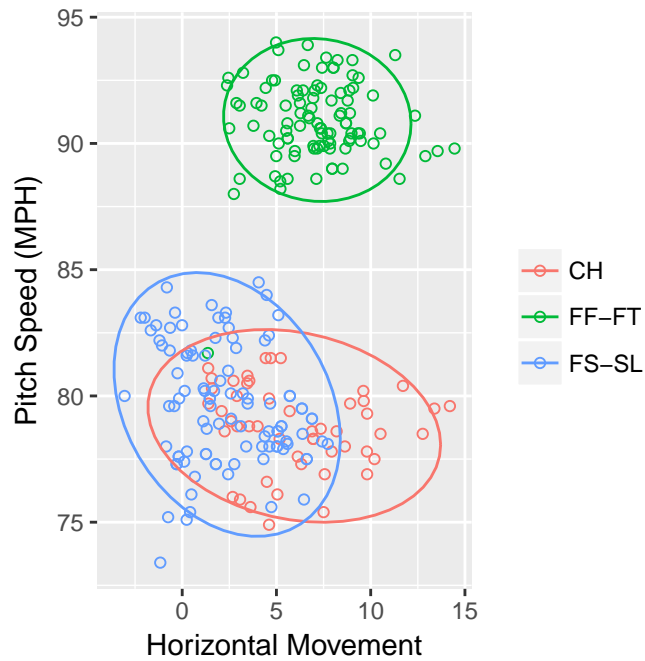 95
90
85
80
75
0
5
10
15
Pitch Speed (MPH)
Horizontal Movement
CH
FF−FT
FS−SL